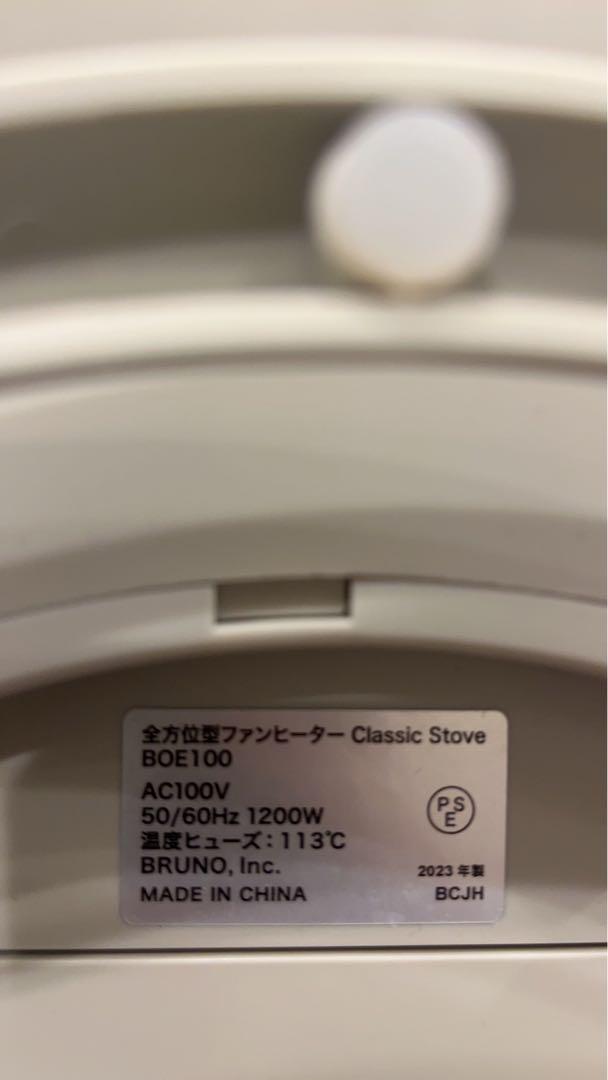 全方位型ファンヒーター Classic Stove
BOE100
AC100V
50/60Hz 1200W
温度ヒューズ：113℃
BRUNO, Inc.
MADE IN CHINA
PSE
2023 年製
BCJH